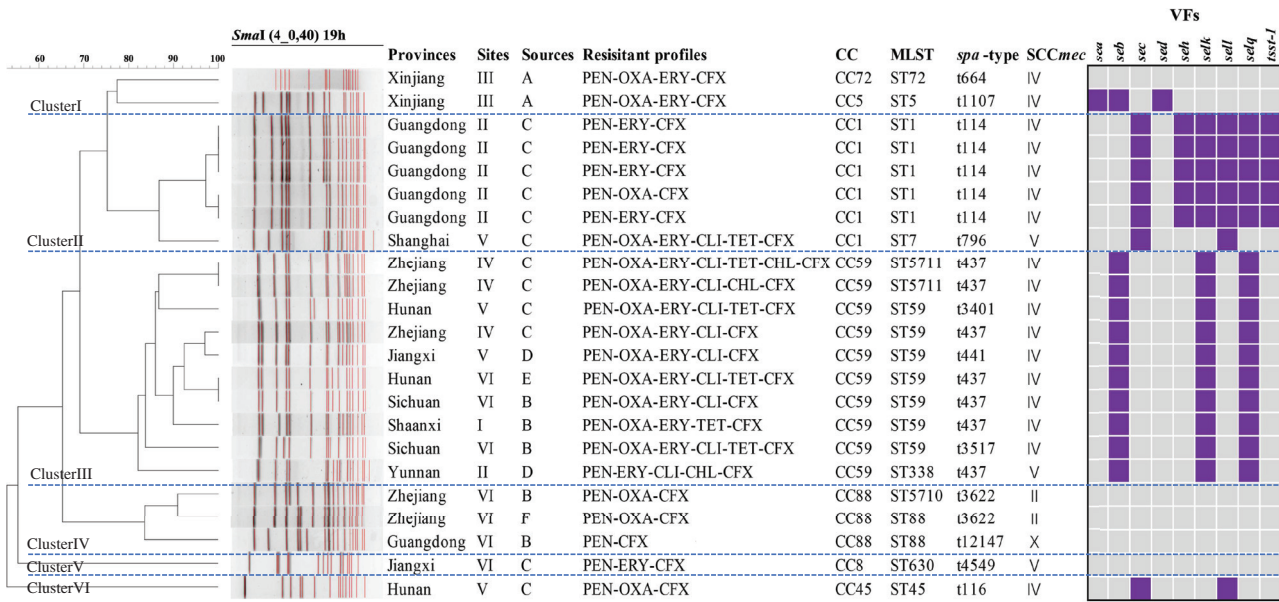 VFs
SmaI (4_0,40) 19h
60 70 80 90 100
Provinces Sites Sources Resisitant profiles CC MLST spa-type SCCmec sea seb sec sed seh selk sell selq tsst-1
Xinjiang III A PEN-OXA-ERY-CFX CC72 ST72 t664 IV
ClusterI
Xinjiang III A PEN-OXA-ERY-CFX CC5 ST5 t1107 IV
Guangdong II C PEN-ERY-CFX CC1 ST1 t114 IV
Guangdong II C PEN-ERY-CFX CC1 ST1 t114 IV
Guangdong II C PEN-ERY-CFX CC1 ST1 t114 IV
Guangdong II C PEN-OXA-CFX CC1 ST1 t114 IV
Guangdong II C PEN-ERY-CFX CC1 ST1 t114 IV
ClusterII
Shanghai V C PEN-OXA-ERY-CLI-TET-CFX CC1 ST7 t796 V
Zhejiang IV C PEN-OXA-ERY-CLI-TET-CHL-CFX CC59 ST5711 t437 IV
Zhejiang IV C PEN-OXA-ERY-CLI-CHL-CFX CC59 ST5711 t437 IV
Hunan V C PEN-OXA-ERY-CLI-TET-CFX CC59 ST59 t3401 IV
Zhejiang IV C PEN-OXA-ERY-CLI-CFX CC59 ST59 t437 IV
Jiangxi V D PEN-OXA-ERY-CLI-CFX CC59 ST59 t441 IV
Hunan VI E PEN-OXA-ERY-CLI-TET-CFX CC59 ST59 t437 IV
Sichuan VI B PEN-OXA-ERY-CLI-CFX CC59 ST59 t437 IV
Shaanxi I B PEN-OXA-ERY-TET-CFX CC59 ST59 t437 IV
Sichuan VI B PEN-OXA-ERY-CLI-TET-CFX CC59 ST59 t3517 IV
ClusterIII
Yunnan II D PEN-ERY-CLI-CHL-CFX CC59 ST338 t437 V
Zhejiang VI B PEN-OXA-CFX CC88 ST5710 t3622 II
Zhejiang VI F PEN-OXA-CFX CC88 ST88 t3622 II
ClusterIV
Guangdong VI B PEN-CFX CC88 ST88 t12147 X
ClusterV
Jiangxi VI C PEN-ERY-CFX CC8 ST630 t4549 V
ClusterVI
Hunan V C PEN-OXA-CFX CC45 ST45 t116 IV